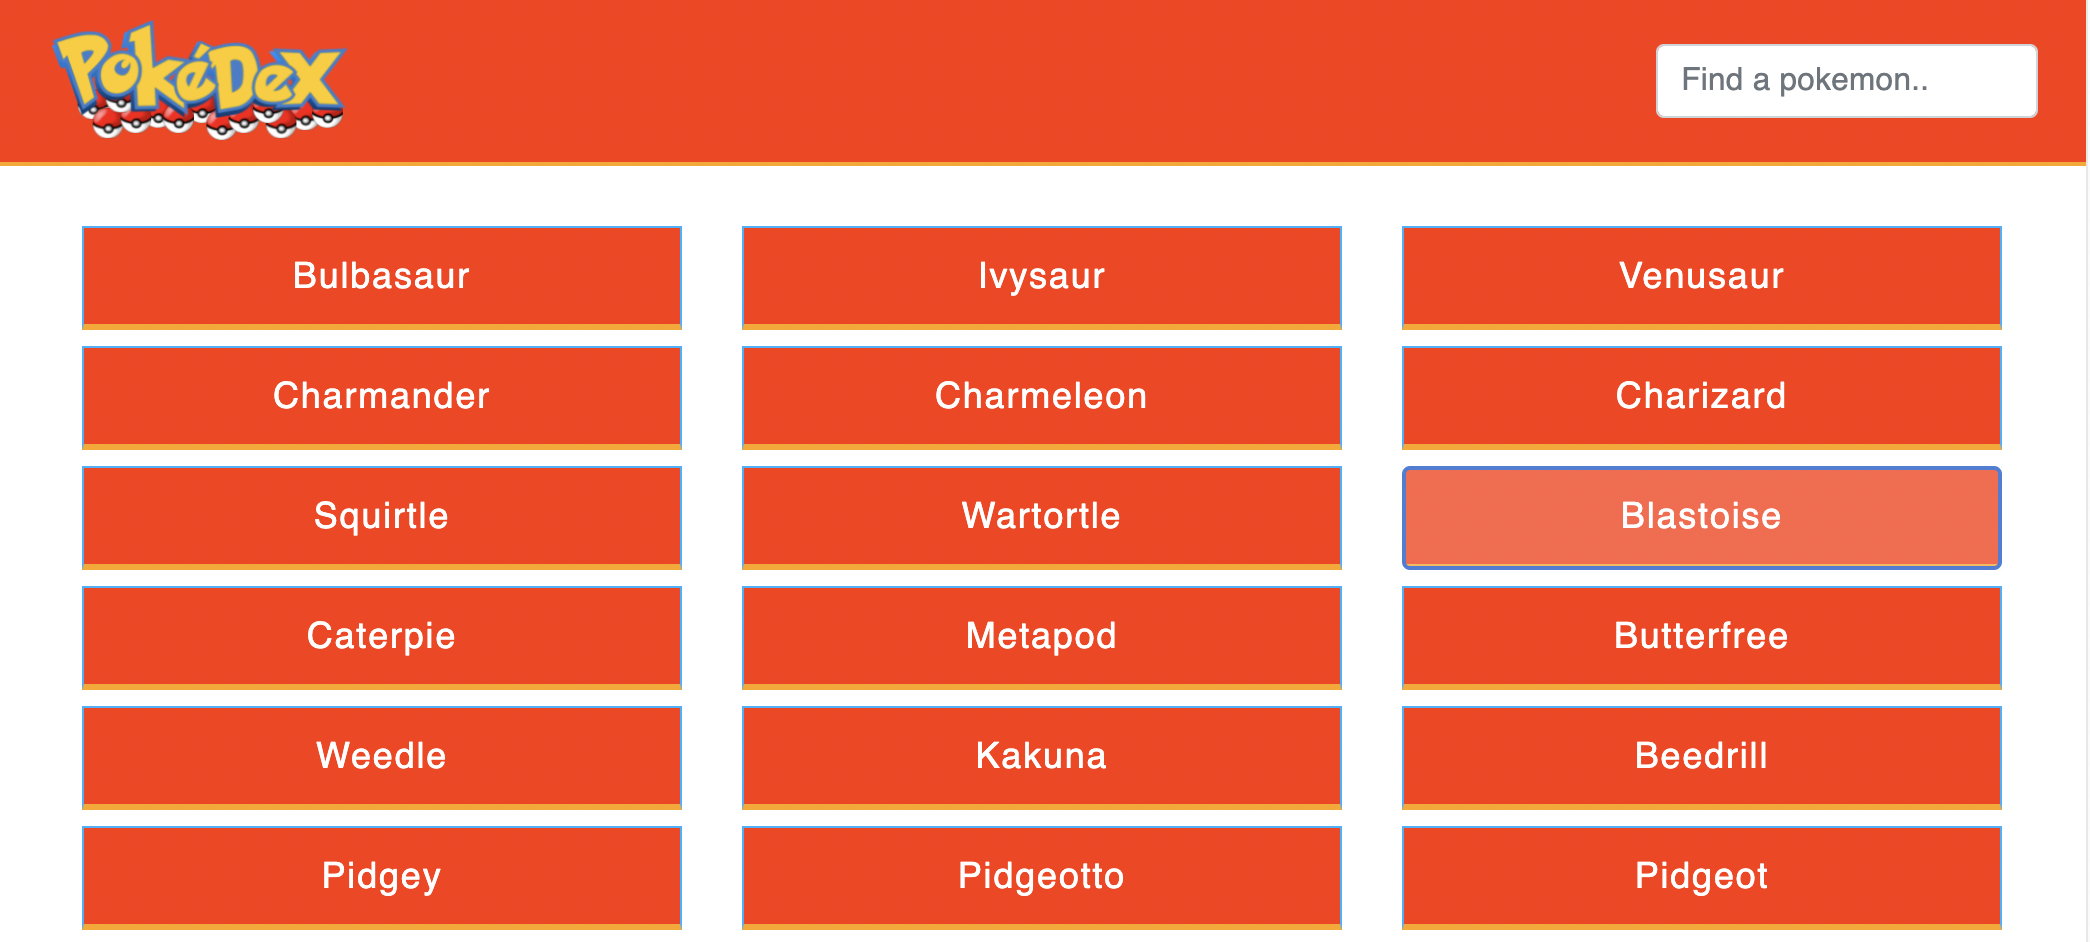 PokéDex
Find a pokemon..
Bulbasaur
Ivysaur
Venusaur
Charmander
Charmeleon
Charizard
Squirtle
Wartortle
Blastoise
Caterpie
Metapod
Butterfree
Weedle
Kakuna
Beedrill
Pidgey
Pidgeotto
Pidgeot